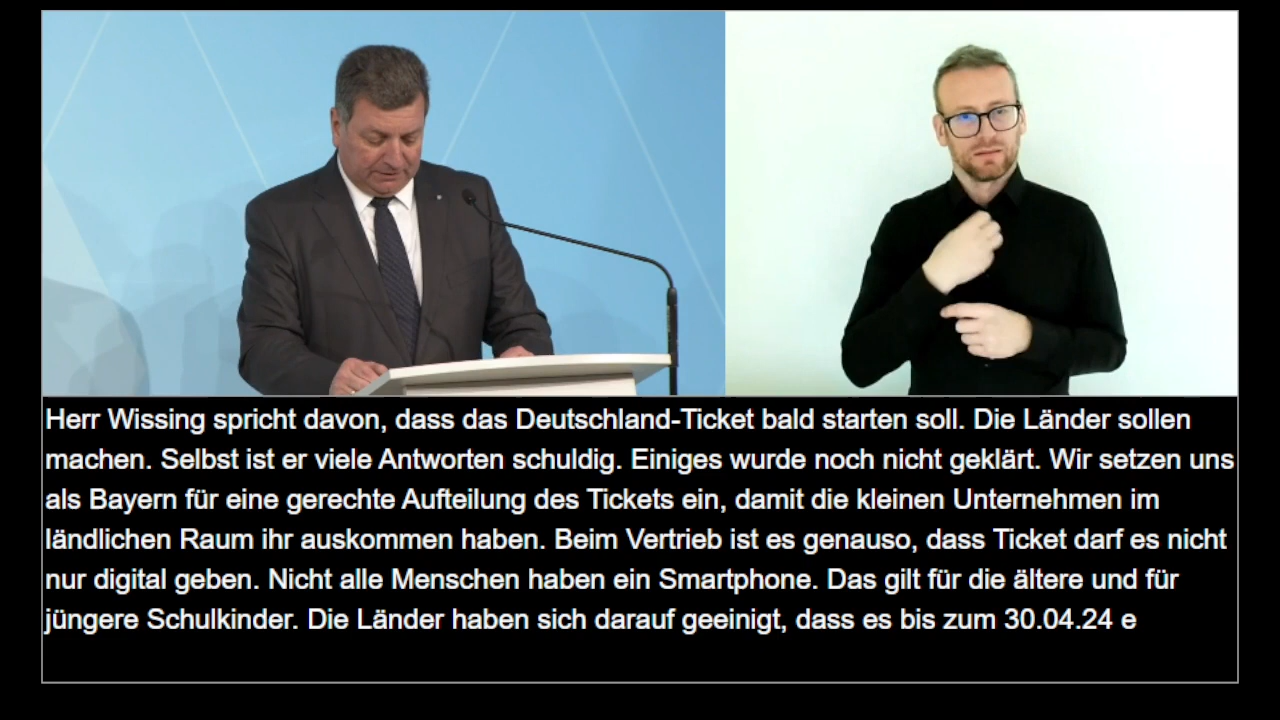 Herr Wissing spricht davon, dass das Deutschland-Ticket bald starten soll. Die Länder sollen
machen. Selbst ist er viele Antworten schuldig. Einiges wurde noch nicht geklärt. Wir setzen uns
als Bayern für eine gerechte Aufteilung des Tickets ein, damit die kleinen Unternehmen im
ländlichen Raum ihr auskommen haben. Beim Vertrieb ist es genauso, dass Ticket darf es nicht
nur digital geben. Nicht alle Menschen haben ein Smartphone. Das gilt für die ältere und für
jüngere Schulkinder. Die Länder haben sich darauf geeinigt, dass es bis zum 30.04.24 e